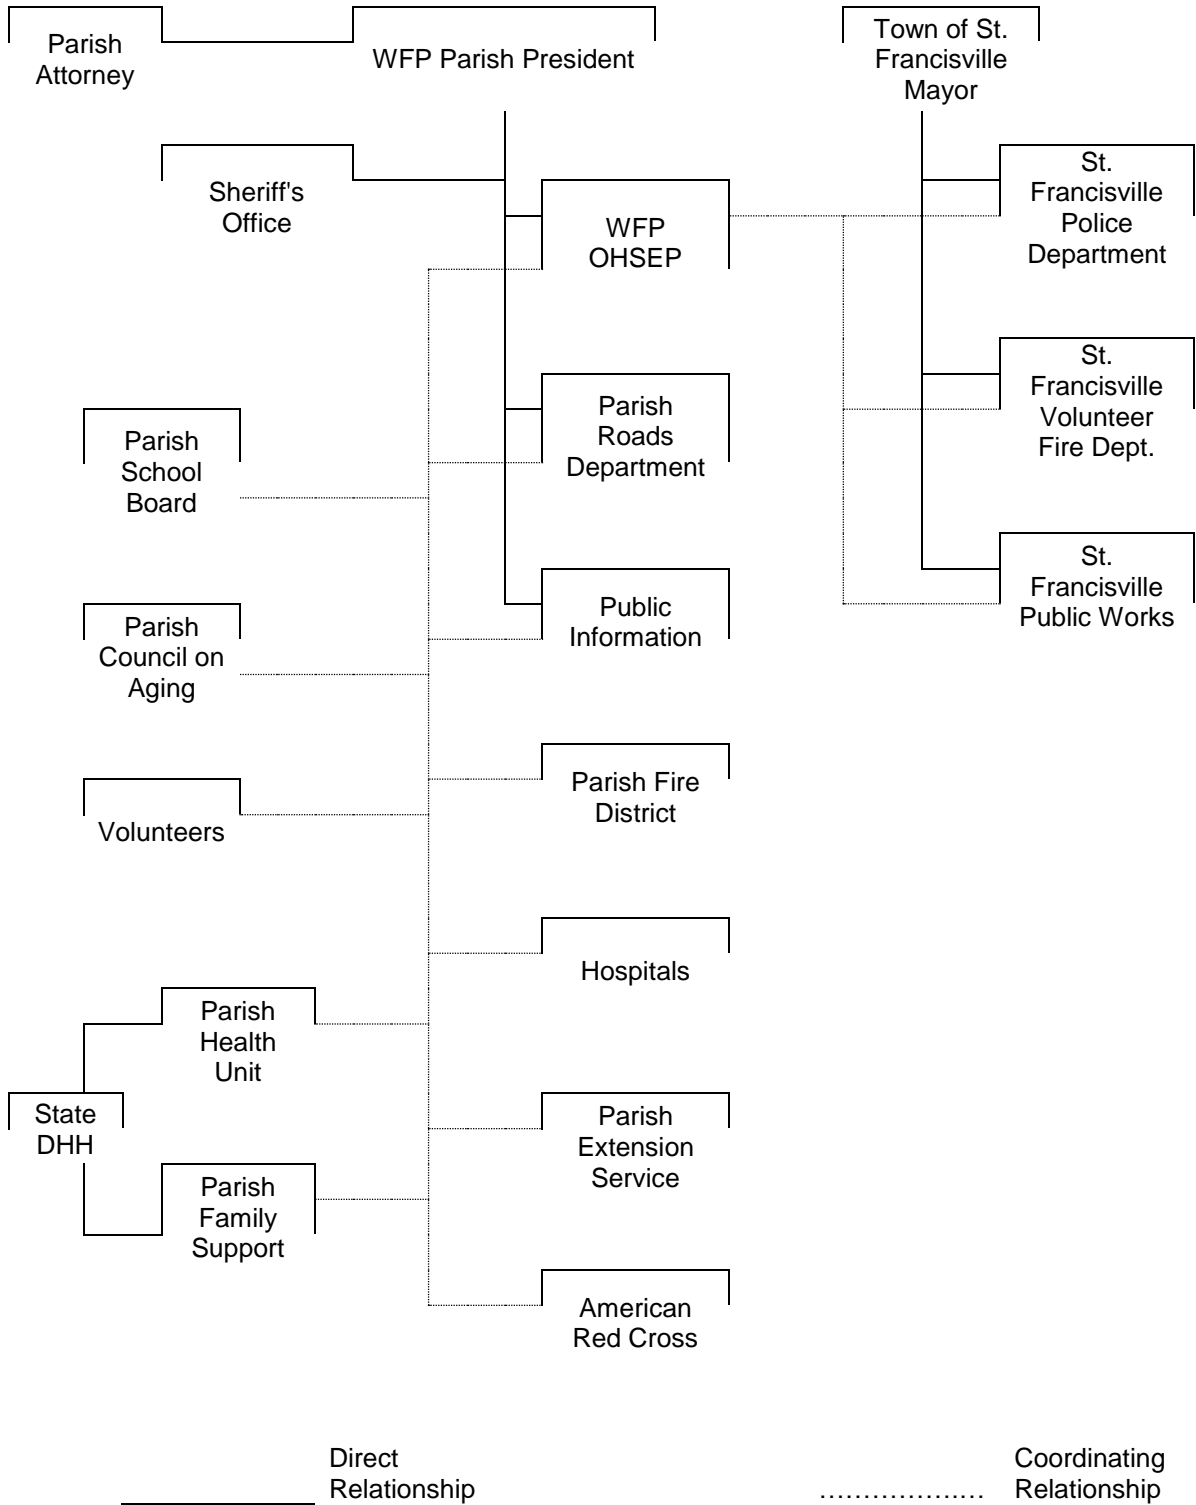 Parish
Attorney
WFP Parish President
Town of St.
Francisville
Mayor
Sheriff's
Office
WFP
OHSEP
St.
Francisville
Police
Department
Parish
School
Board
Parish
Roads
Department
St.
Francisville
Volunteer
Fire Dept.
Parish
Council on
Aging
Public
Information
St.
Francisville
Public Works
Volunteers
Parish Fire
District
Hospitals
Parish
Health
Unit
State
DHH
Parish
Extension
Service
Parish
Family
Support
American
Red Cross
Direct
Relationship
Coordinating
Relationship